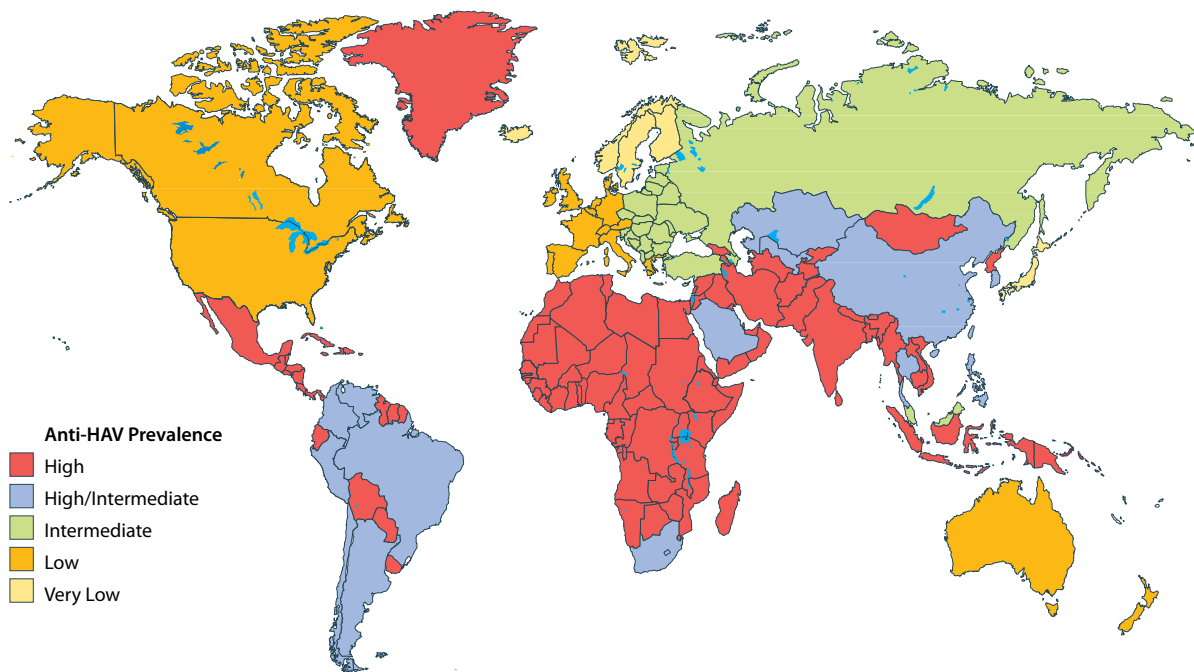 Anti-HAV Prevalence
High
High/Intermediate
Intermediate
Low
Very Low